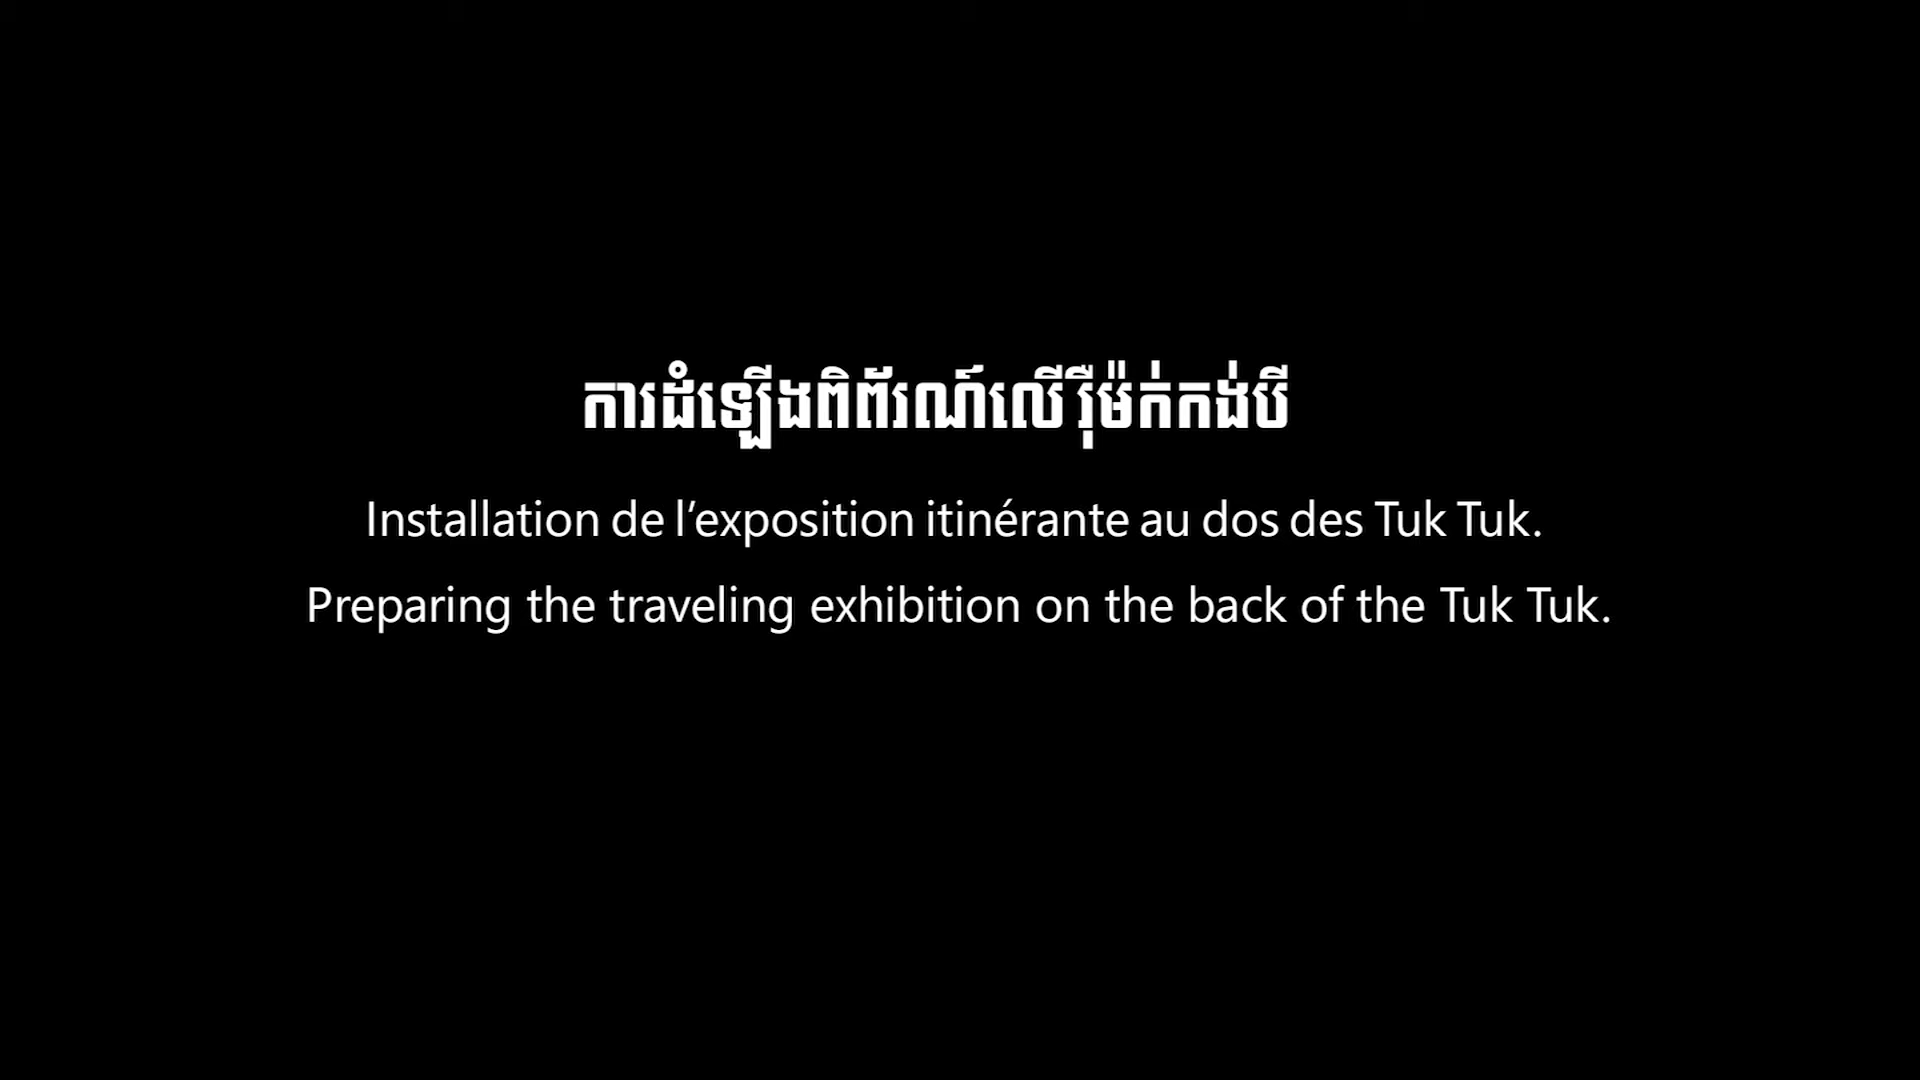 ការដំឡើងពិព័រណ៍លើរ៉ឺម៉ក់កង់បី
Installation de l’exposition itinérante au dos des Tuk Tuk.
Preparing the traveling exhibition on the back of the Tuk Tuk.